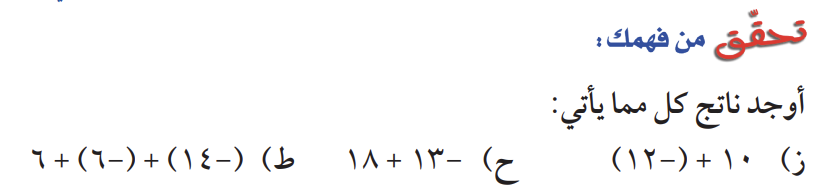 تحقّق من فهمك:
أوجد ناتج كل مما يأتي:
ز) ١٠ + (−١٢) ح) −١٣ + ١٨ ط) (−١٤) + (−٦) + ٦